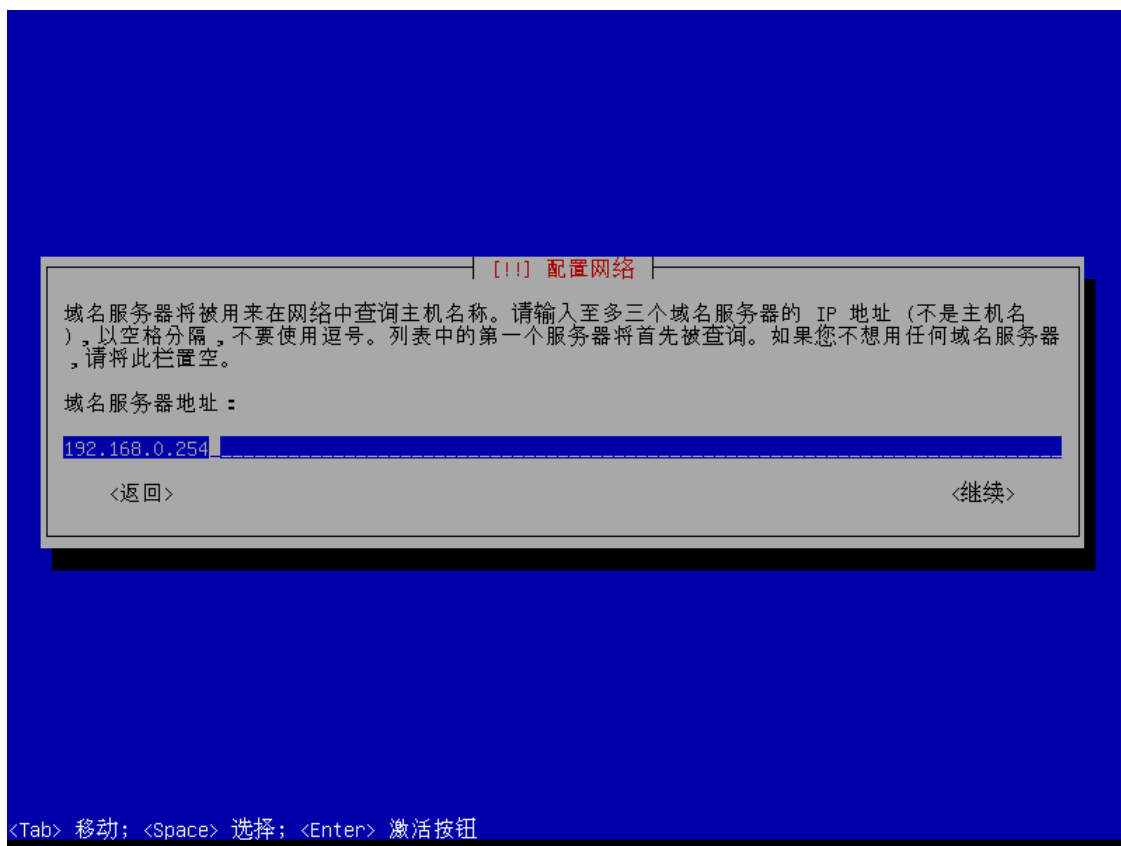 [!!] 配置网络
域名服务器将被用来在网络中查询主机名称。请输入至多三个域名服务器的 IP 地址 (不是主机名
),以空格分隔,不要使用逗号。列表中的第一个服务器将首先被查询。如果您不想用任何域名服务器
,请将此栏置空。
域名服务器地址:
192.168.0.254
<返回> <继续>
<Tab> 移动; <Space> 选择; <Enter> 激活按钮